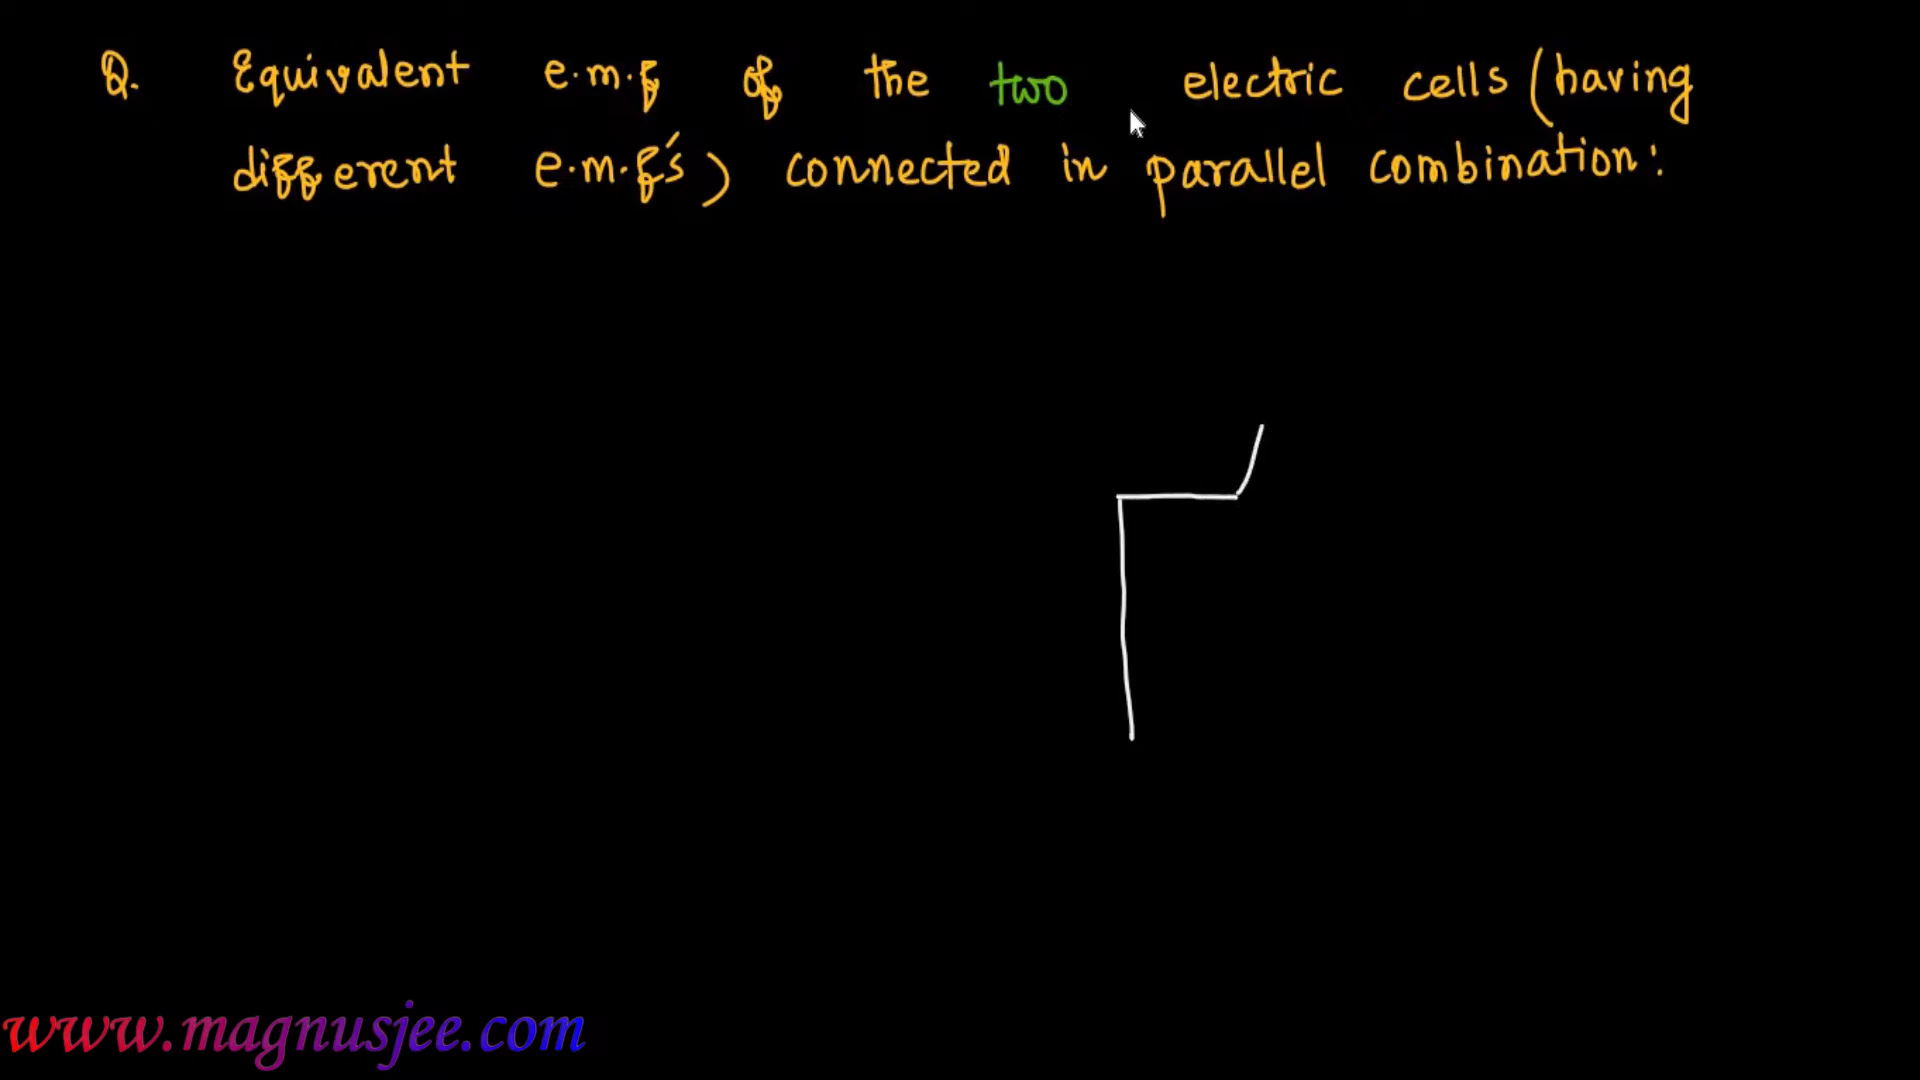 Q. Equivalent e.m.f of the two electric cells (having
different e.m.f's) connected in parallel combination:
www.magnusjee.com